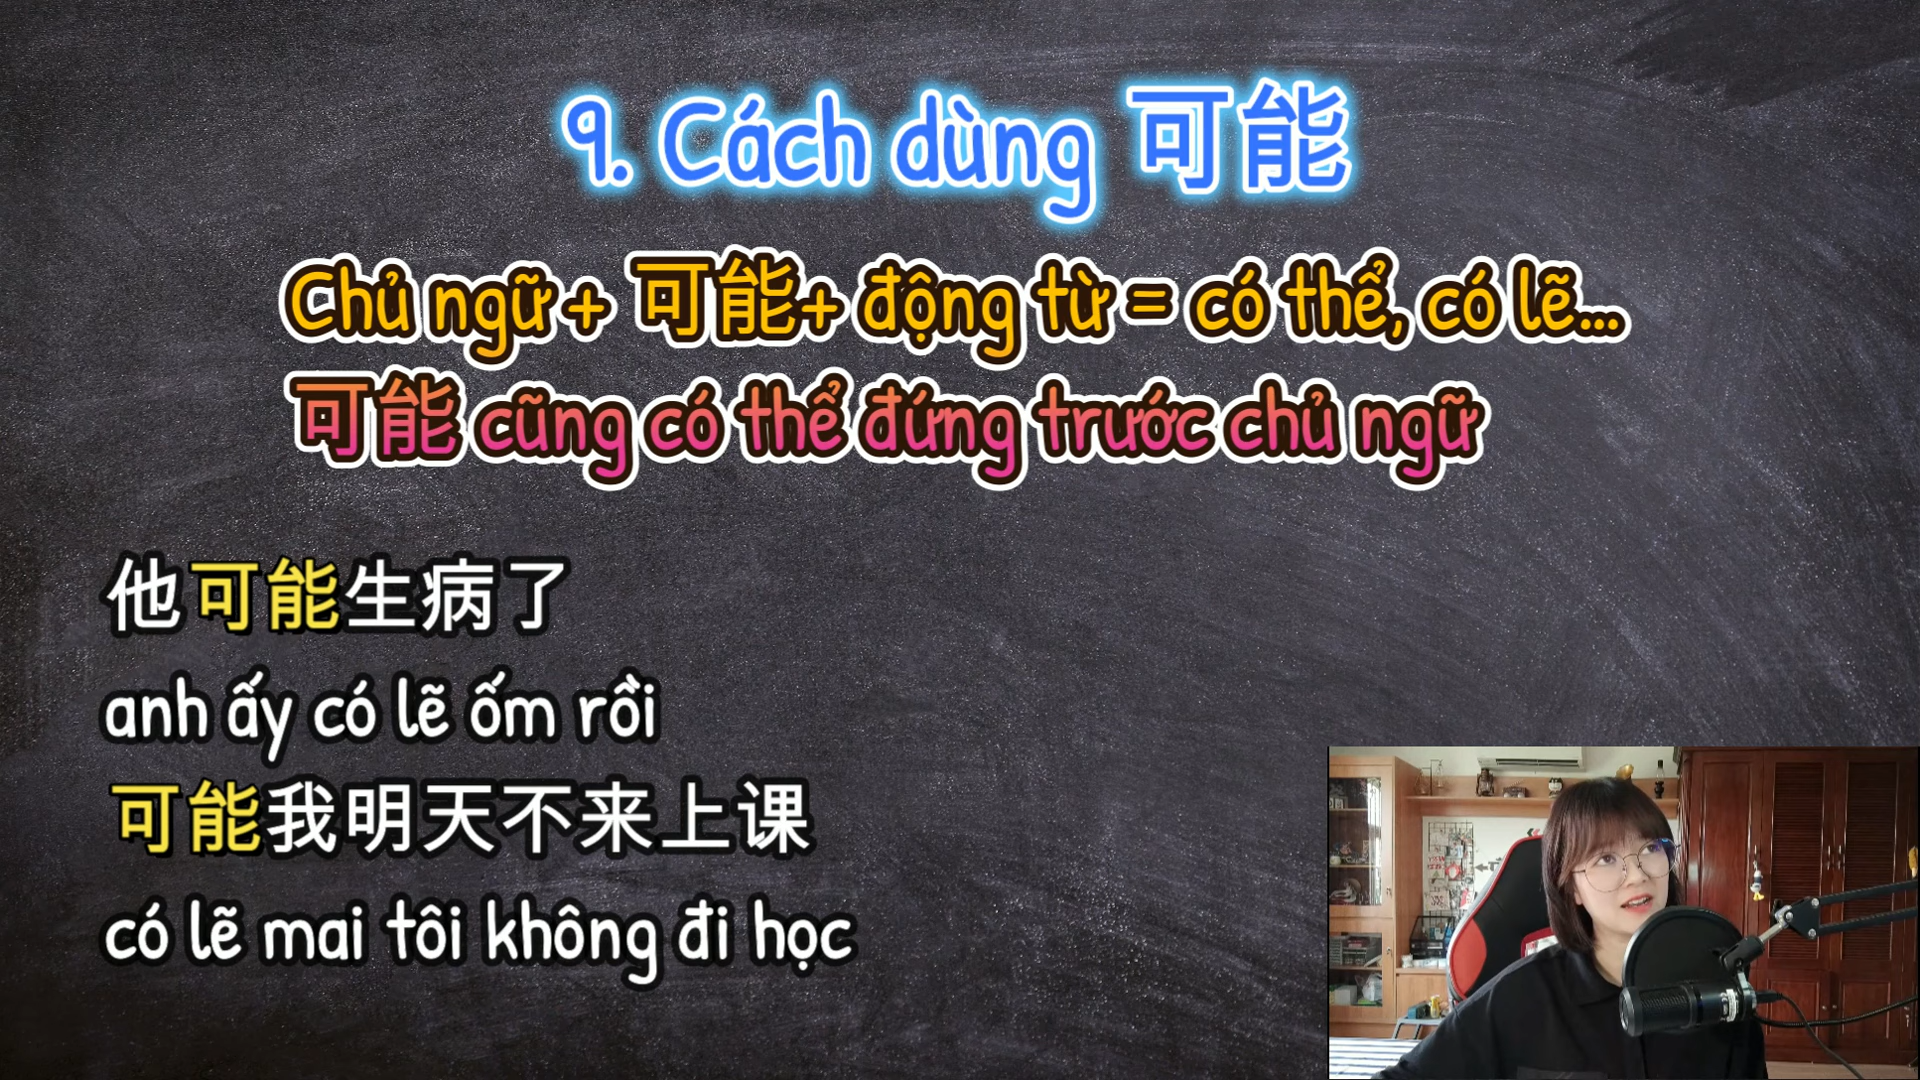 9. Cách dùng 可能
Chủ ngữ + 可能+ động từ = có thể, có lẽ...
可能 cũng có thể đứng trước chủ ngữ
他可能生病了
anh ấy có lẽ ốm rồi
可能我明天不来上课
có lẽ mai tôi không đi học